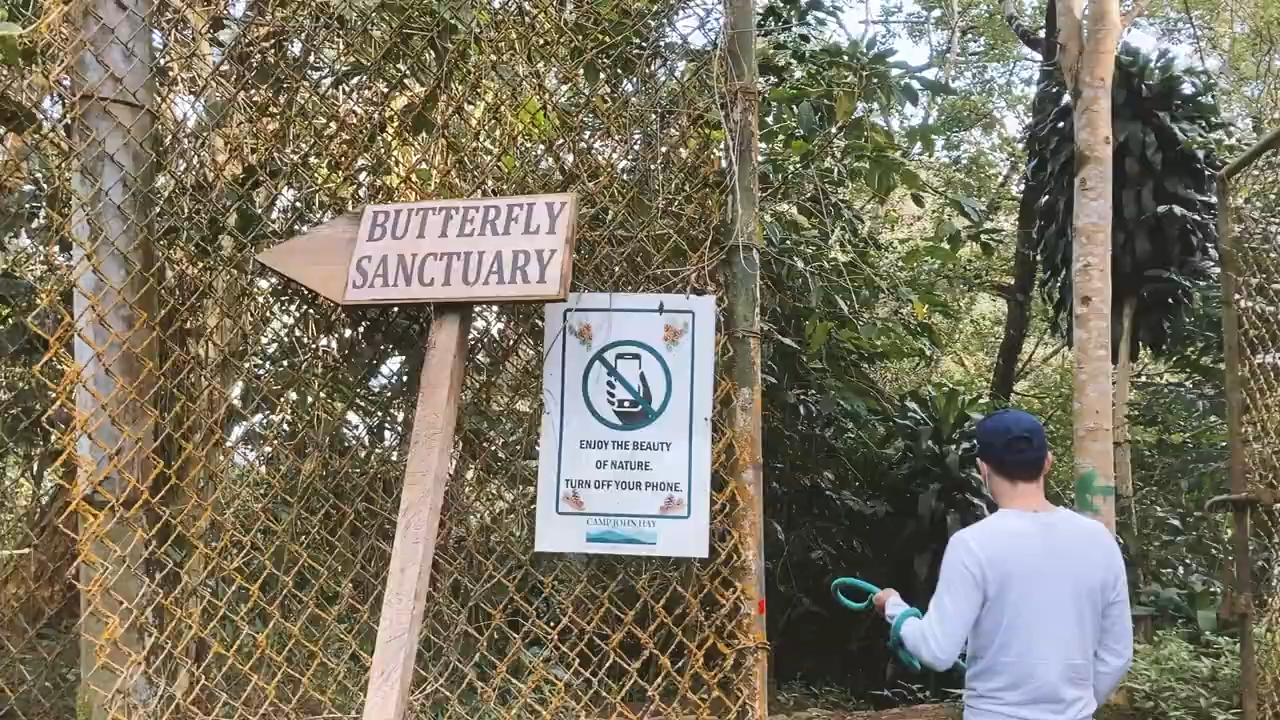 BUTTERFLY
SANCTUARY
ENJOY THE BEAUTY
OF NATURE.
TURN OFF YOUR PHONE.
CAMP JOHN HAY